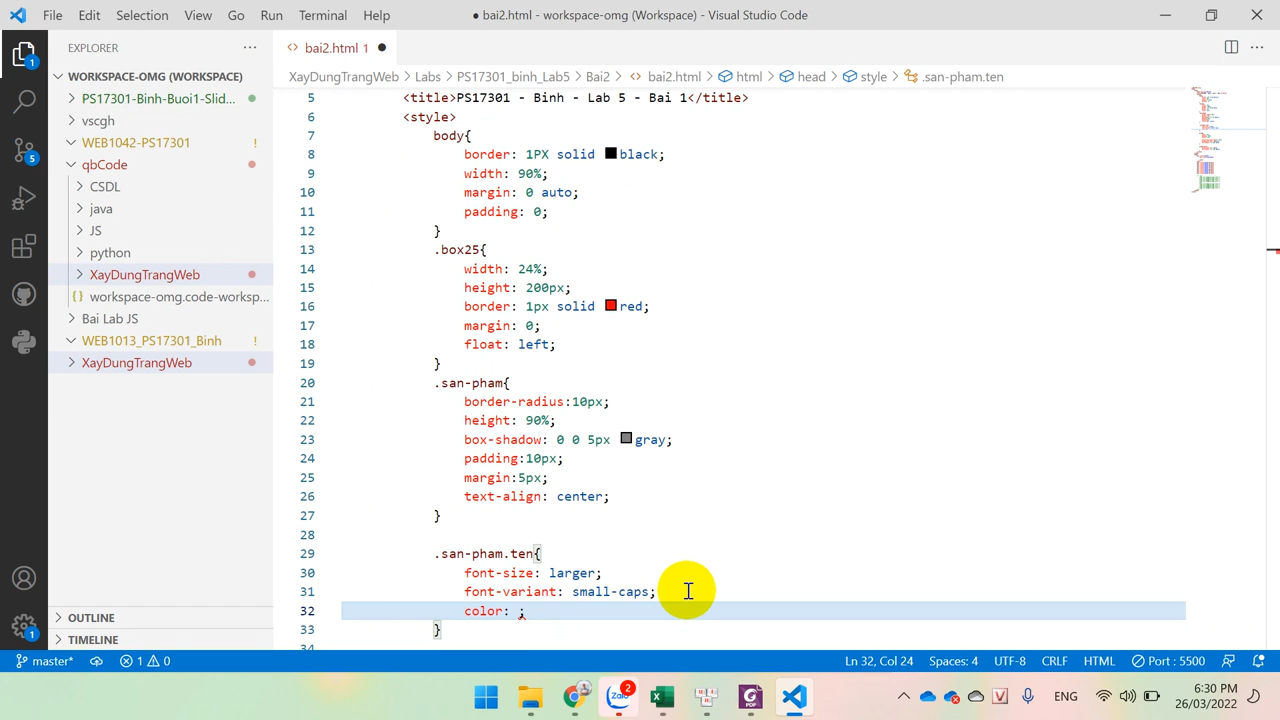 File Edit Selection View Go Run Terminal Help
● bai2.html - workspace-omg (Workspace) - Visual Studio Code
EXPLORER
bai2.html 1
WORKSPACE-OMG (WORKSPACE)
XayDungTrangWeb > Labs > PS17301_binh_Lab5 > Bai2 > bai2.html > html > head > style > .san-pham.ten
PS17301-Binh-Buoi1-Slid...
vscgh
WEB1042-PS17301 !
qbCode
CSDL
java
JS
python
XayDungTrangWeb
workspace-omg.code-worksp...
Bai Lab JS
WEB1013_PS17301_Binh !
XayDungTrangWeb
OUTLINE
TIMELINE
5 <title>PS17301 - Binh - Lab 5 - Bai 1</title>
6 <style>
7 body{
8 border: 1PX solid black;
9 width: 90%;
10 margin: 0 auto;
11 padding: 0;
12 }
13 .box25{
14 width: 24%;
15 height: 200px;
16 border: 1px solid red;
17 margin: 0;
18 float: left;
19 }
20 .san-pham{
21 border-radius:10px;
22 height: 90%;
23 box-shadow: 0 0 5px gray;
24 padding:10px;
25 margin:5px;
26 text-align: center;
27 }
28
29 .san-pham.ten{
30 font-size: larger;
31 font-variant: small-caps;
32 color: ;
33 }
34
1
5
1
master* 1 0
Ln 32, Col 24 Spaces: 4 UTF-8 CRLF HTML Port : 5500
Zalo 2
PDF
V
ENG
6:30 PM
26/03/2022